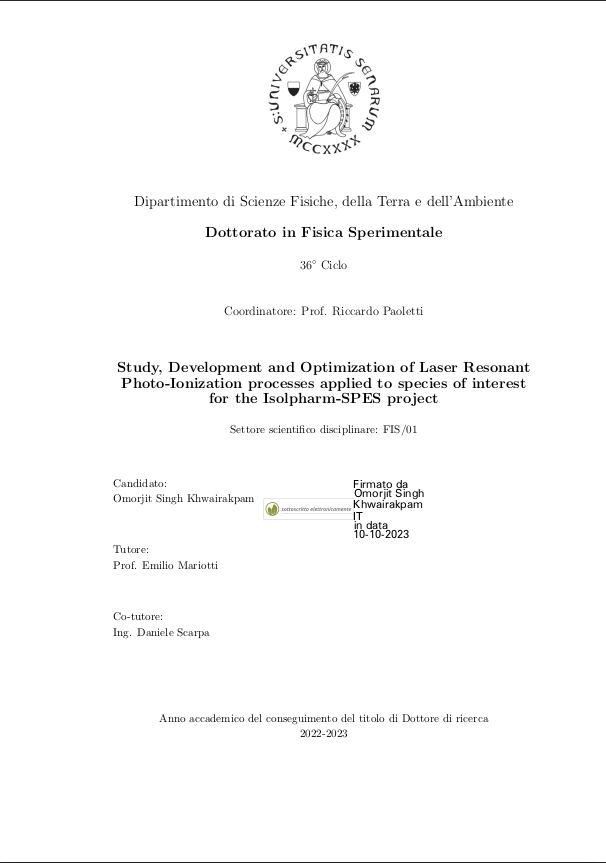 S:UNIVERSITATIS SENARUM
MCCXXXX
Dipartimento di Scienze Fisiche, della Terra e dell'Ambiente
Dottorato in Fisica Sperimentale
36° Ciclo
Coordinatore: Prof. Riccardo Paoletti
Study, Development and Optimization of Laser Resonant
Photo-Ionization processes applied to species of interest
for the Isolpharm-SPES project
Settore scientifico disciplinare: FIS/01
Candidato:
Omorjit Singh Khwairakpam
sottoscritto elettronicamente
Firmato da
Omorjit Singh
Khwairakpam
IT
in data
10-10-2023
Tutore:
Prof. Emilio Mariotti
Co-tutore:
Ing. Daniele Scarpa
Anno accademico del conseguimento del titolo di Dottore di ricerca
2022-2023